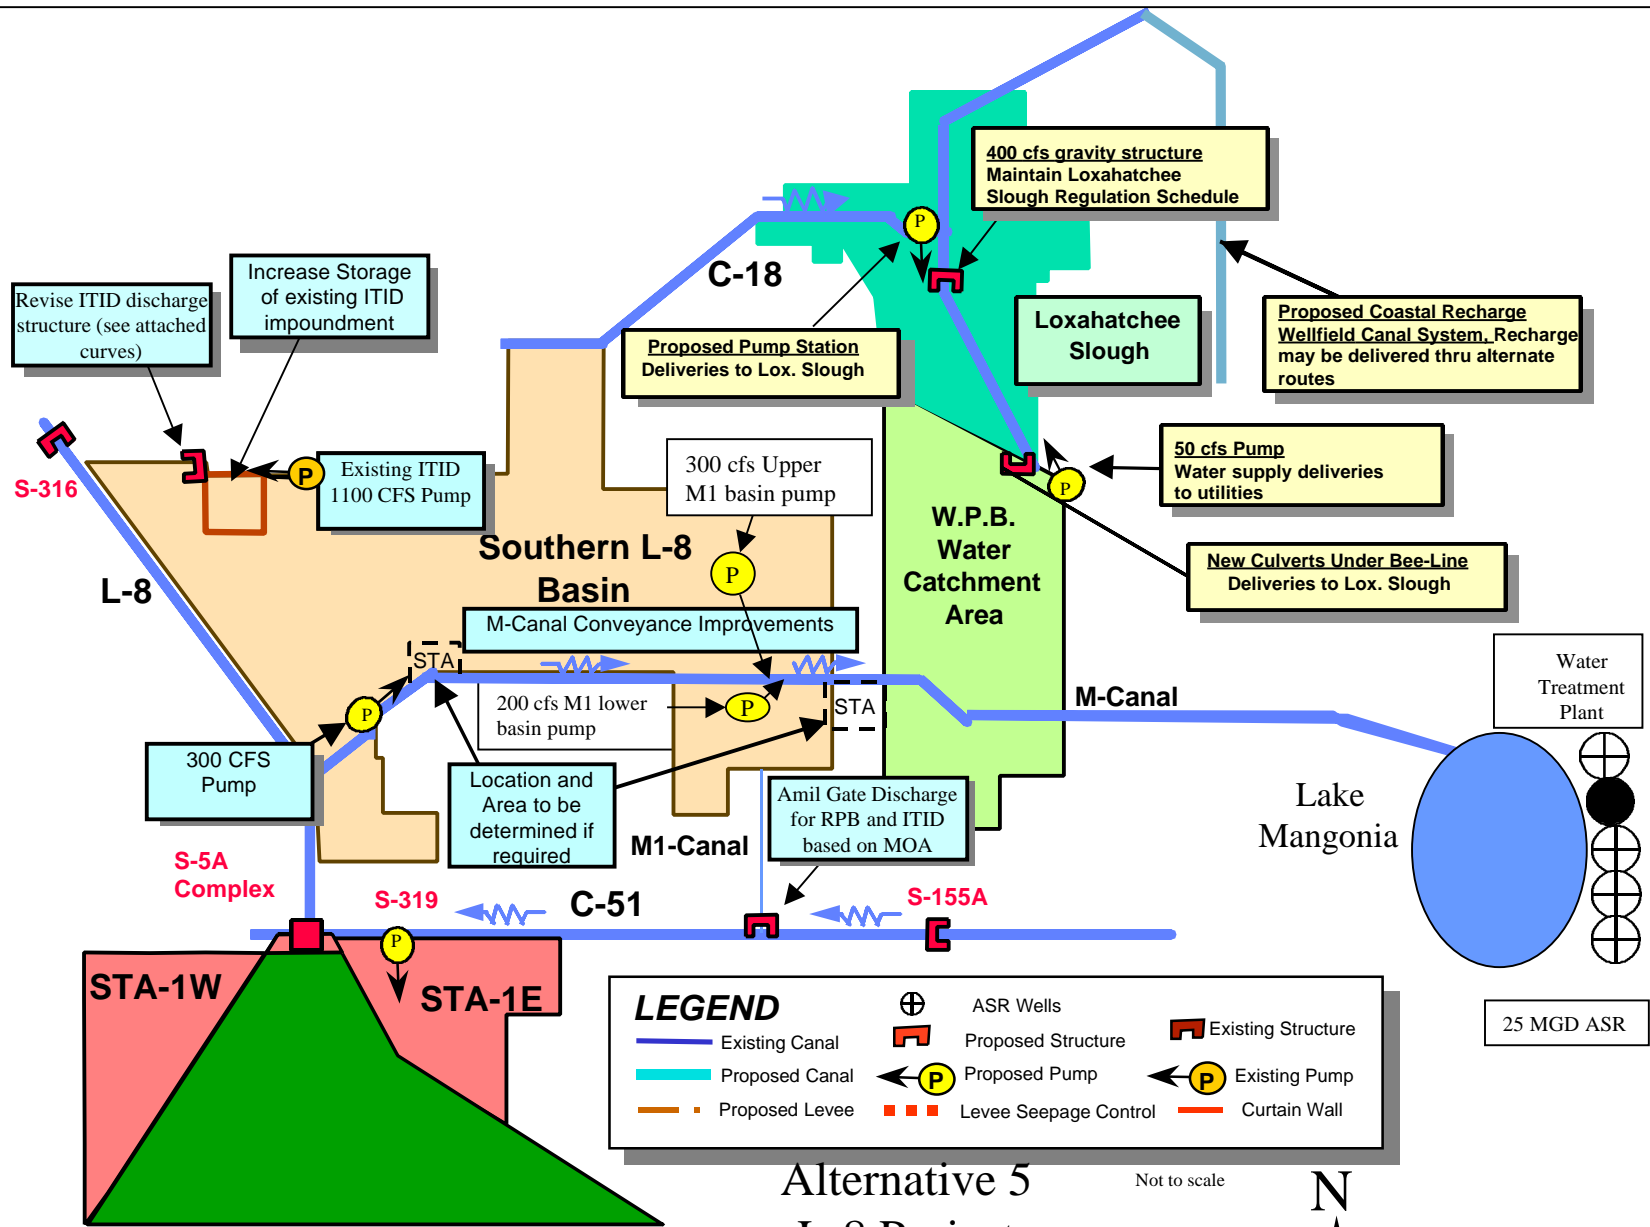 400 cfs gravity structure
Maintain Loxahatchee
Slough Regulation Schedule
P
C-18
Increase Storage
of existing ITID
impoundment
Revise ITID discharge
structure (see attached
curves)
Proposed Pump Station
Deliveries to Lox. Slough
Loxahatchee
Slough
Proposed Coastal Recharge
Wellfield Canal System, Recharge
may be delivered thru alternate
routes
S-316
P
Existing ITID
1100 CFS Pump
300 cfs Upper
M1 basin pump
50 cfs Pump
Water supply deliveries
to utilities
P
W.P.B.
Water
Catchment
Area
Southern L-8
Basin
P
New Culverts Under Bee-Line
Deliveries to Lox. Slough
L-8
M-Canal Conveyance Improvements
STA
200 cfs M1 lower
basin pump
P
STA
M-Canal
P
300 CFS
Pump
Location and
Area to be
determined if
required
Water
Treatment
Plant
Lake
Mangonia
Amil Gate Discharge
for RPB and ITID
based on MOA
M1-Canal
S-5A
Complex
S-319
C-51
S-155A
P
STA-1W
STA-1E
25 MGD ASR
LEGEND
ASR Wells
Existing Canal
Proposed Structure
Existing Structure
Proposed Canal
P
Proposed Pump
P
Existing Pump
Proposed Levee
Levee Seepage Control
Curtain Wall
Alternative 5
Not to scale
N